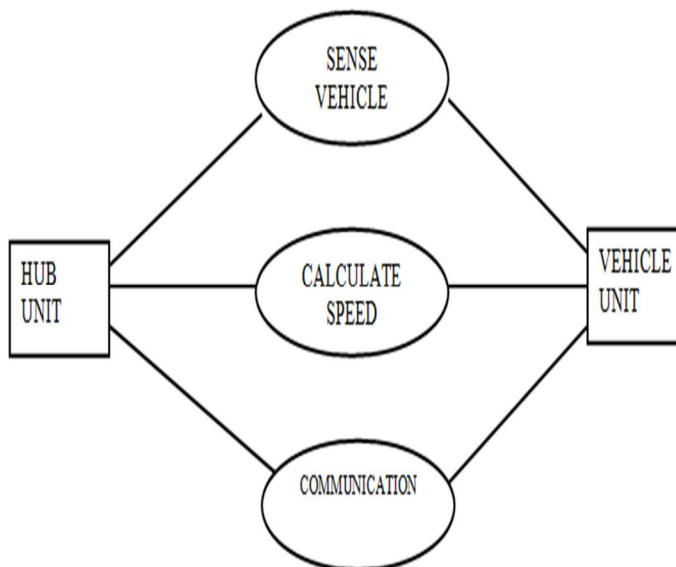 SENSE
VEHICLE
HUB
UNIT
CALCULATE
SPEED
VEHICLE
UNIT
COMMUNICATION